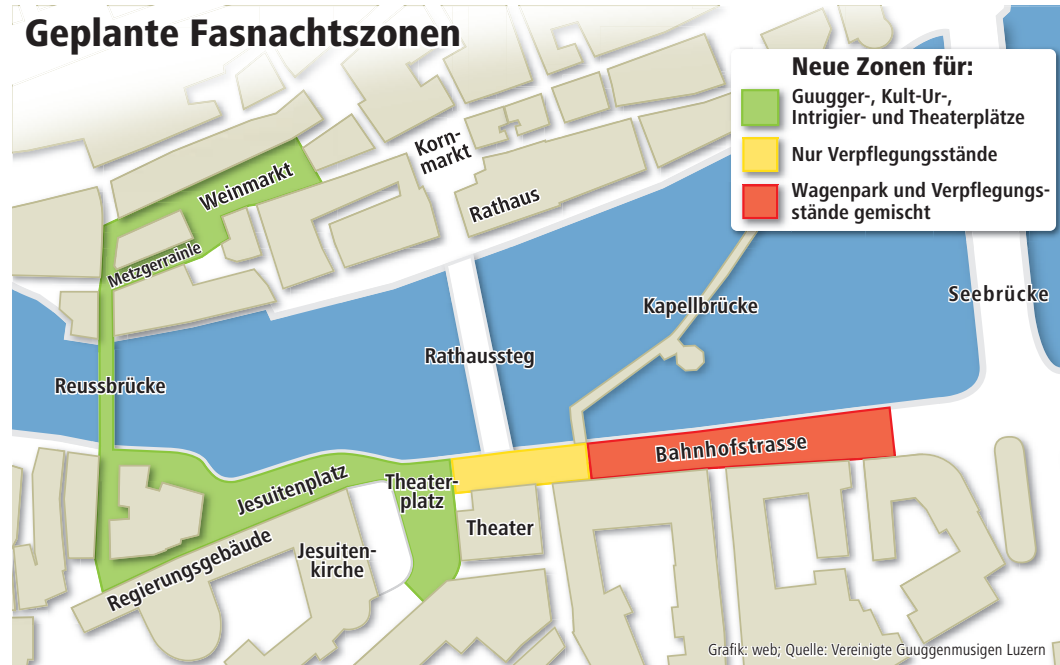 Geplante Fasnachtszonen
Neue Zonen für:
Guugger-, Kult-Ur-,
Intrigier- und Theaterplätze
Nur Verpflegungsstände
Wagenpark und Verpflegungs-
stände gemischt
Korn-
markt
Weinmarkt
Rathaus
Metzgerrainle
Kapellbrücke
Seebrücke
Rathaussteg
Reussbrücke
Bahnhofstrasse
Jesuitenplatz
Theater-
platz
Theater
Jesuiten-
kirche
Regierungsgebäude
Grafik: web; Quelle: Vereinigte Guuggenmusigen Luzern